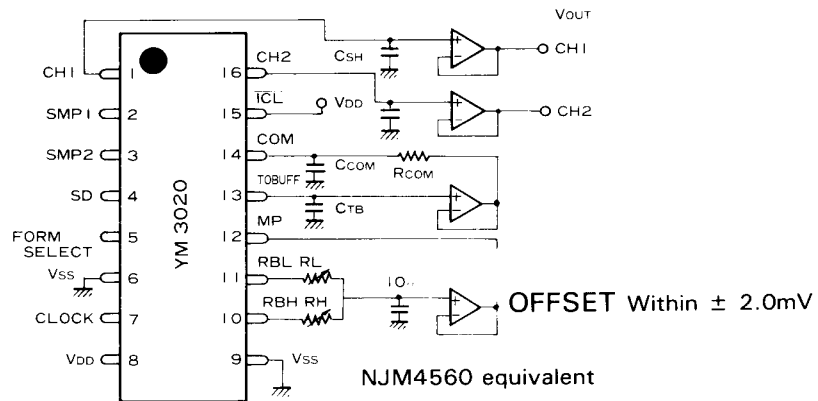 VOUT
CH1
CSH
CH1
CH2
1
16
SMP1
ICL
VDD
CH2
2
15
SMP2
COM
3
14
CCOM
RCOM
SD
TOBUFF
4
13
CTB
FORM
SELECT
MP
5
12
YM 3020
VSS
RBL RL
6
11
10
CLOCK
RBH RH
7
10
OFFSET Within ± 2.0mV
VDD
8
9
VSS
NJM4560 equivalent